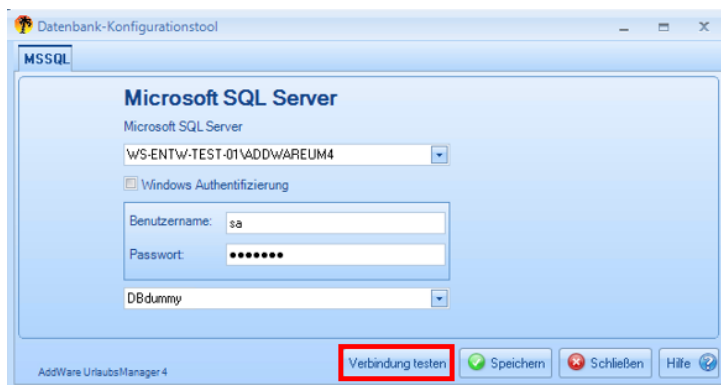 Datenbank-Konfigurationstool
MSSQL
Microsoft SQL Server
Microsoft SQL Server
WS-ENTW-TEST-01\ADDWAREUM4
Windows Authentifizierung
Benutzername: sa
Passwort: •••••••
DBdummy
AddWare UrlaubsManager 4 Verbindung testen Speichern Schließen Hilfe